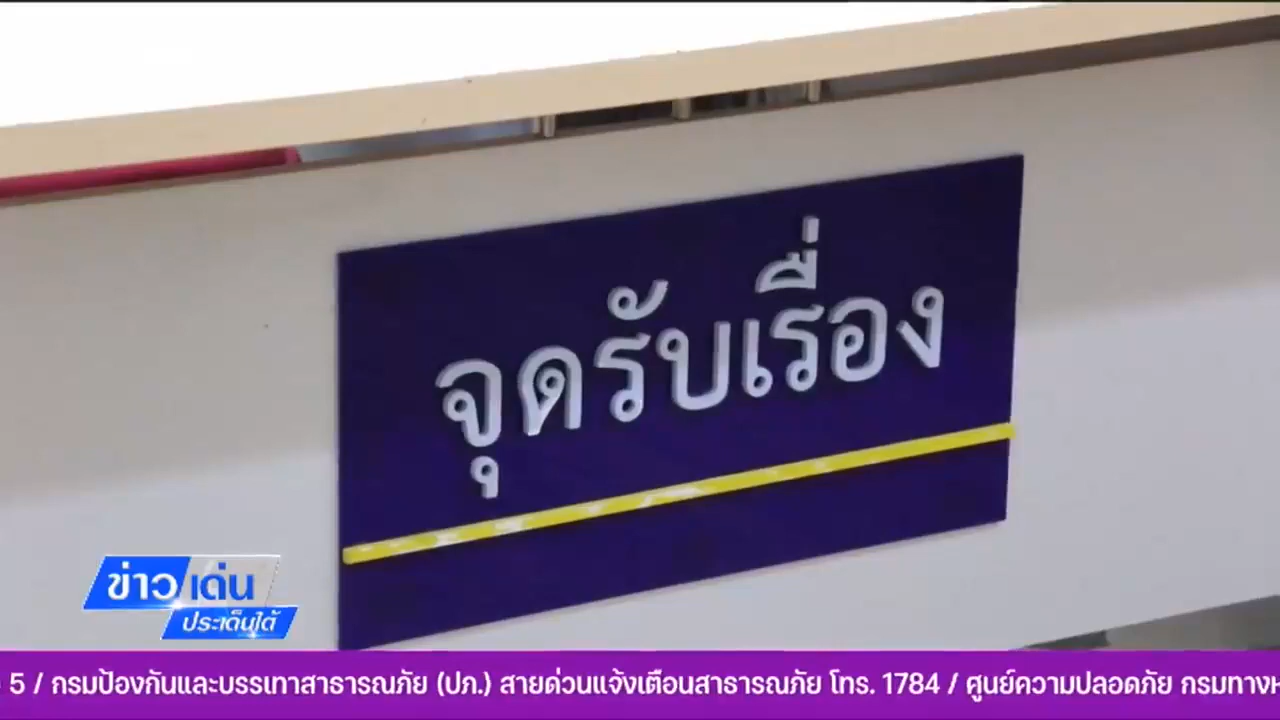 จุดรับเรื่อง
ข่าวเด่น
ประเด็นใต้
5 / กรมป้องกันและบรรเทาสาธารณภัย (ปภ.) สายด่วนแจ้งเตือนสาธารณภัย โทร. 1784 / ศูนย์ความปลอดภัย กรมทางห